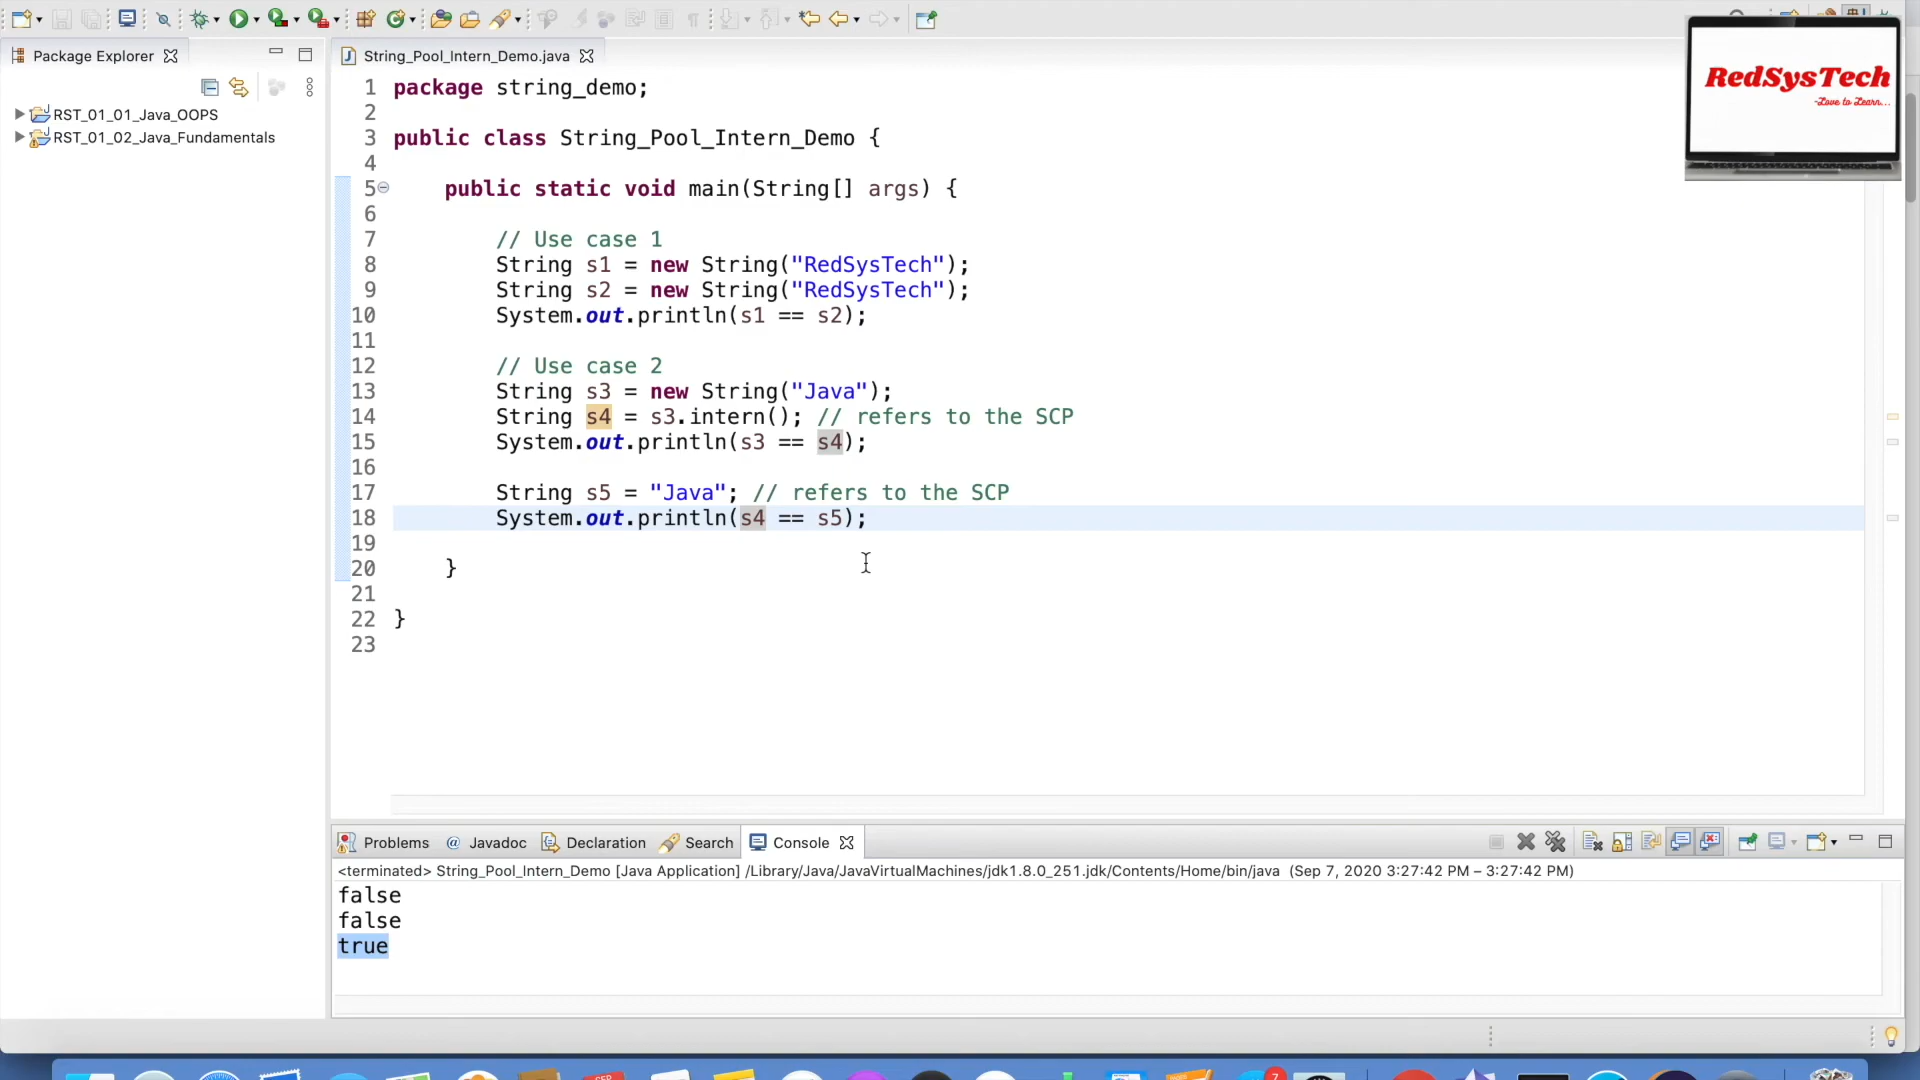 RedSysTech
-Love to Learn...
Package Explorer
RST_01_01_Java_OOPS
RST_01_02_Java_Fundamentals
String_Pool_Intern_Demo.java
1 package string_demo;
2
3 public class String_Pool_Intern_Demo {
4
5 public static void main(String[] args) {
6
7 // Use case 1
8 String s1 = new String("RedSysTech");
9 String s2 = new String("RedSysTech");
10 System.out.println(s1 == s2);
11
12 // Use case 2
13 String s3 = new String("Java");
14 String s4 = s3.intern(); // refers to the SCP
15 System.out.println(s3 == s4);
16
17 String s5 = "Java"; // refers to the SCP
18 System.out.println(s4 == s5);
19
20 }
21
22 }
23
Problems @ Javadoc Declaration Search Console
<terminated> String_Pool_Intern_Demo [Java Application] /Library/Java/JavaVirtualMachines/jdk1.8.0_251.jdk/Contents/Home/bin/java (Sep 7, 2020 3:27:42 PM – 3:27:42 PM)
false
false
true
SEP
7